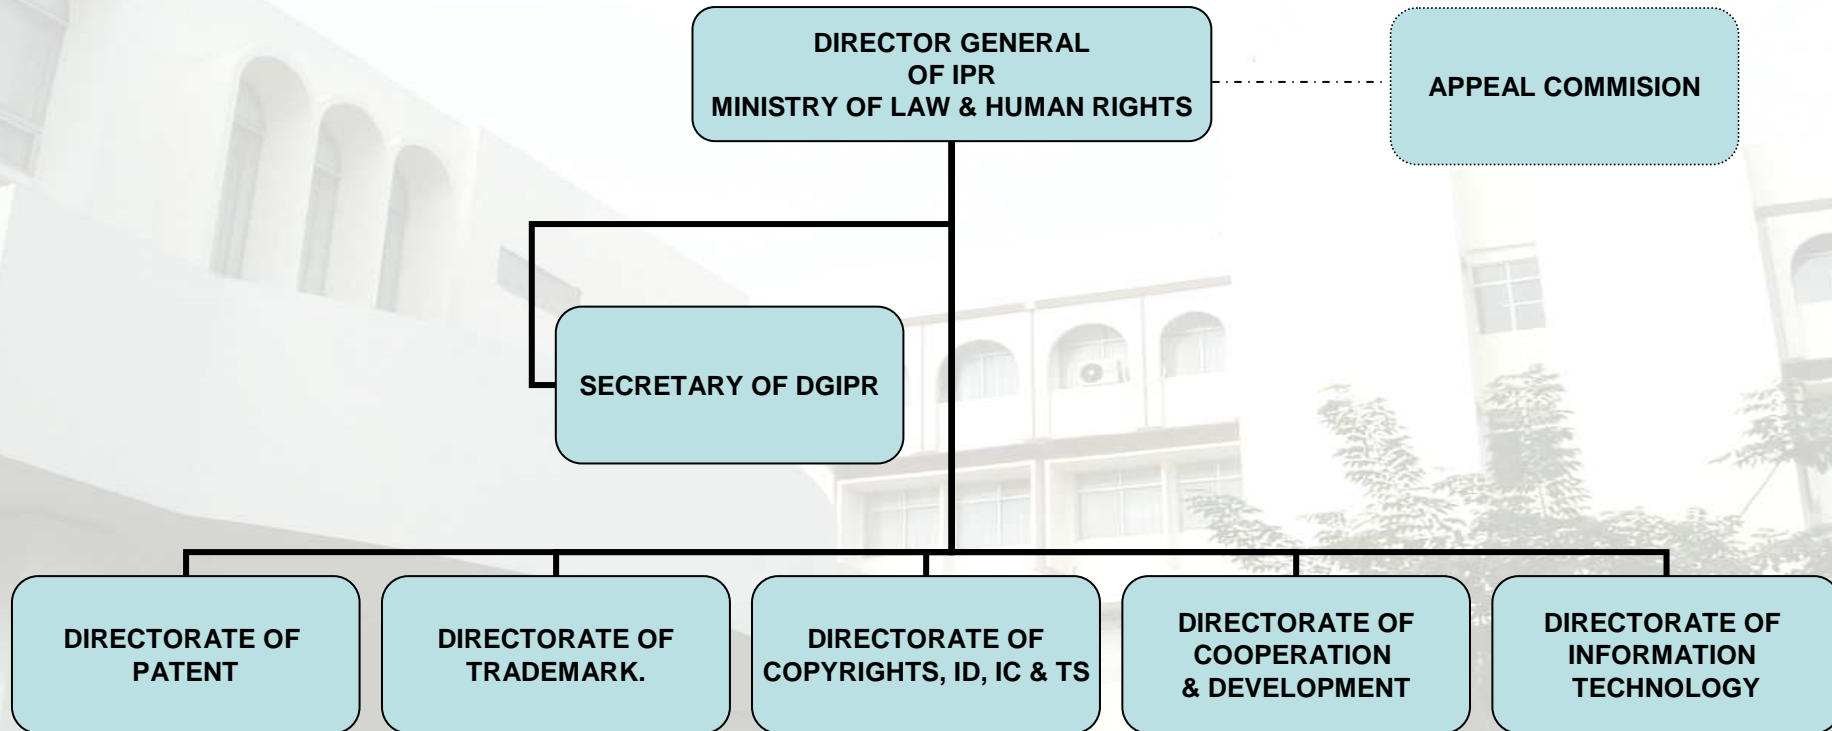 DIRECTOR GENERAL
OF IPR
MINISTRY OF LAW & HUMAN RIGHTS
APPEAL COMMISION
SECRETARY OF DGIPR
DIRECTORATE OF
PATENT
DIRECTORATE OF
TRADEMARK.
DIRECTORATE OF
COPYRIGHTS, ID, IC & TS
DIRECTORATE OF
COOPERATION
& DEVELOPMENT
DIRECTORATE OF
INFORMATION
TECHNOLOGY